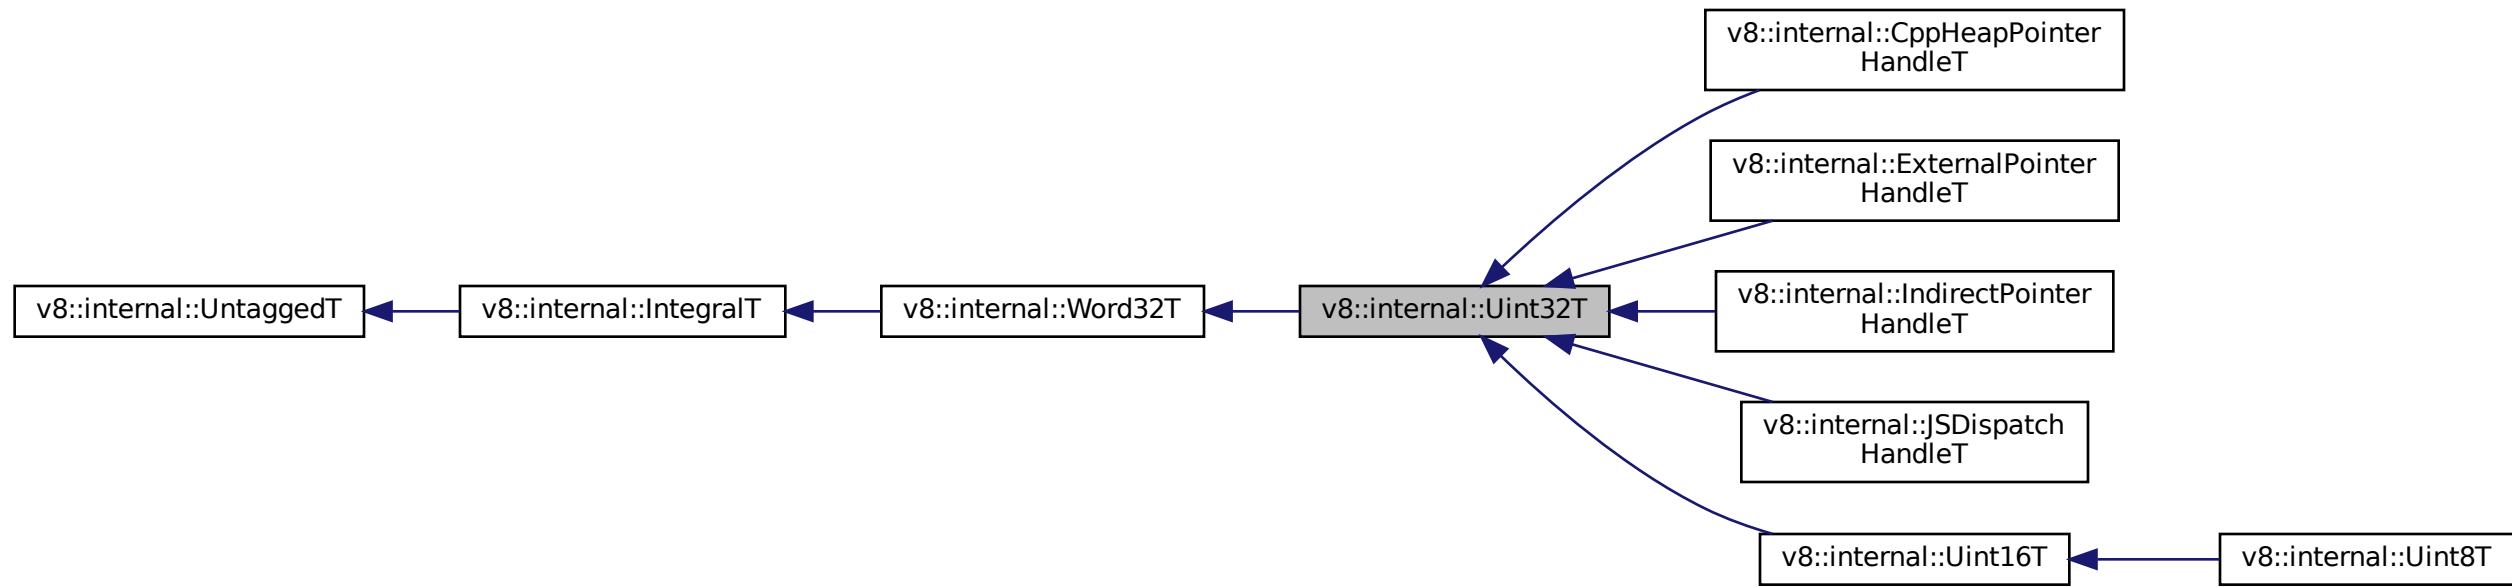 v8::internal::CppHeapPointer
HandleT
v8::internal::ExternalPointer
HandleT
v8::internal::UntaggedT
v8::internal::IntegralT
v8::internal::Word32T
v8::internal::Uint32T
v8::internal::IndirectPointer
HandleT
v8::internal::JSDispatch
HandleT
v8::internal::Uint16T
v8::internal::Uint8T